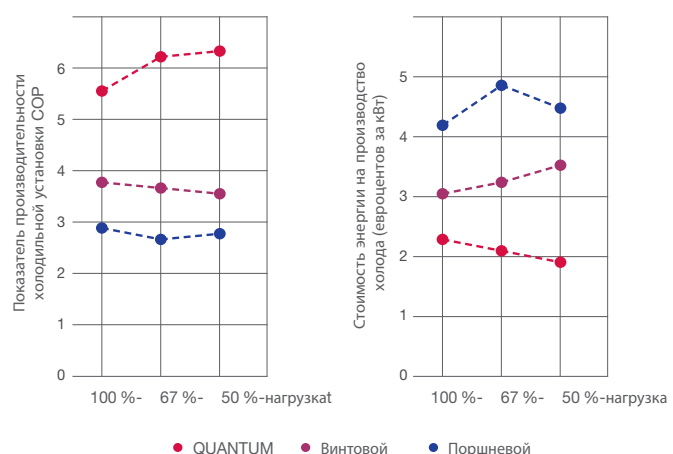 Показатель производительности
холодильной установки COP
6
5
4
3
2
1
0
100 %- 67 %- 50 %-нагрузкаt
Стоимость энергии на производство
холода (евроцентов за кВт)
5
4
3
2
1
0
100 %- 67 %- 50 %-нагрузка
QUANTUM Винтовой Поршневой